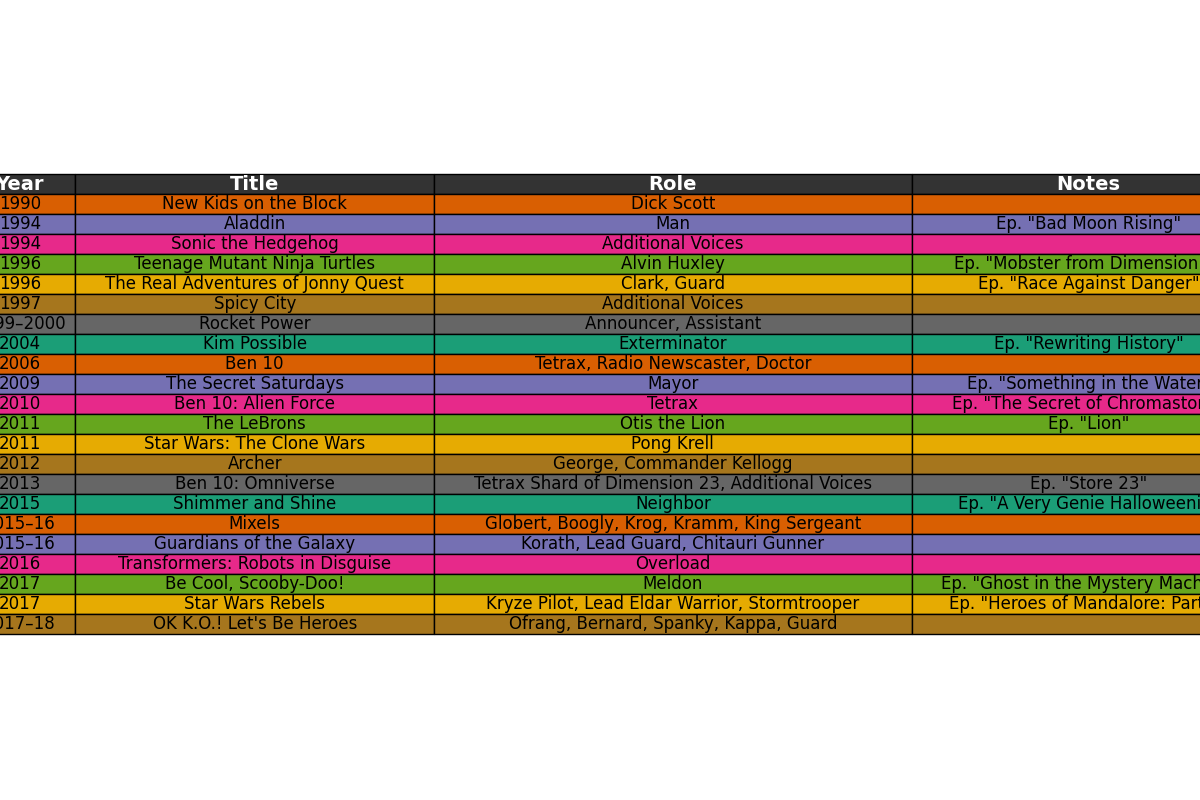 Year Title Role Notes
1990 New Kids on the Block Dick Scott
1994 Aladdin Man Ep. "Bad Moon Rising"
1994 Sonic the Hedgehog Additional Voices
1996 Teenage Mutant Ninja Turtles Alvin Huxley Ep. "Mobster from Dimension
1996 The Real Adventures of Jonny Quest Clark, Guard Ep. "Race Against Danger"
1997 Spicy City Additional Voices
99–2000 Rocket Power Announcer, Assistant
2004 Kim Possible Exterminator Ep. "Rewriting History"
2006 Ben 10 Tetrax, Radio Newscaster, Doctor
2009 The Secret Saturdays Mayor Ep. "Something in the Water
2010 Ben 10: Alien Force Tetrax Ep. "The Secret of
2011 The LeBrons Otis the Lion Ep. "Lion"
2011 Star Wars: The Clone Wars Pong Krell
2012 Archer George, Commander Kellogg
2013 Ben 10: Omniverse Tetrax Shard of Dimension 23, Additional Voices Ep. "Store 23"
2015 Shimmer and Shine Neighbor Ep. "A Very Genie
015–16 Mixels Globert, Boogly, Krog, Kramm, King Sergeant
015–16 Guardians of the Galaxy Korath, Lead Guard, Chitauri Gunner
2016 Transformers: Robots in Disguise Overload
2017 Be Cool, Scooby-Doo! Meldon Ep. "Ghost in the Mystery
2017 Star Wars Rebels Kryze Pilot, Lead Eldar Warrior, Stormtrooper Ep. "Heroes of Mandalore: Part
017–18 OK K.O.! Let's Be Heroes Ofrang, Bernard, Spanky, Kappa, Guard